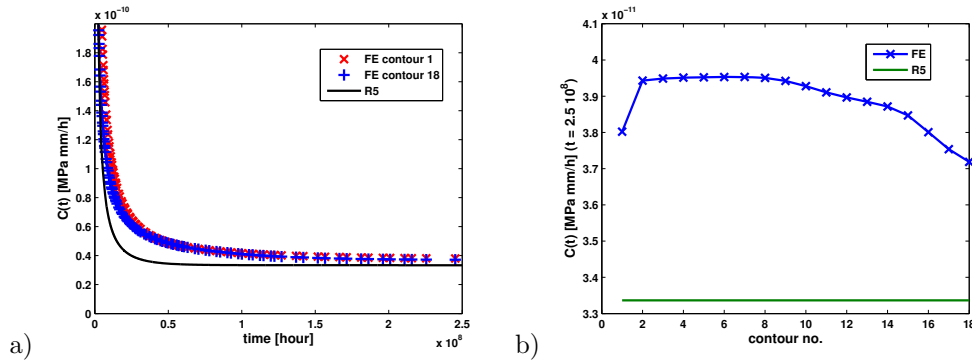 x 10^-10
1.8
1.6
1.4
1.2
1
0.8
0.6
0.4
0.2
0
C(t) [MPa mm/h]
FE contour 1
FE contour 18
R5
0 0.5 1 1.5 2 2.5
time [hour]
x 10^8
a)
x 10^-11
4.1
4
3.9
3.8
3.7
3.6
3.5
3.4
3.3
C(t) [MPa mm/h] (t = 2.5 10^8)
FE
R5
0 2 4 6 8 10 12 14 16 18
contour no.
b)